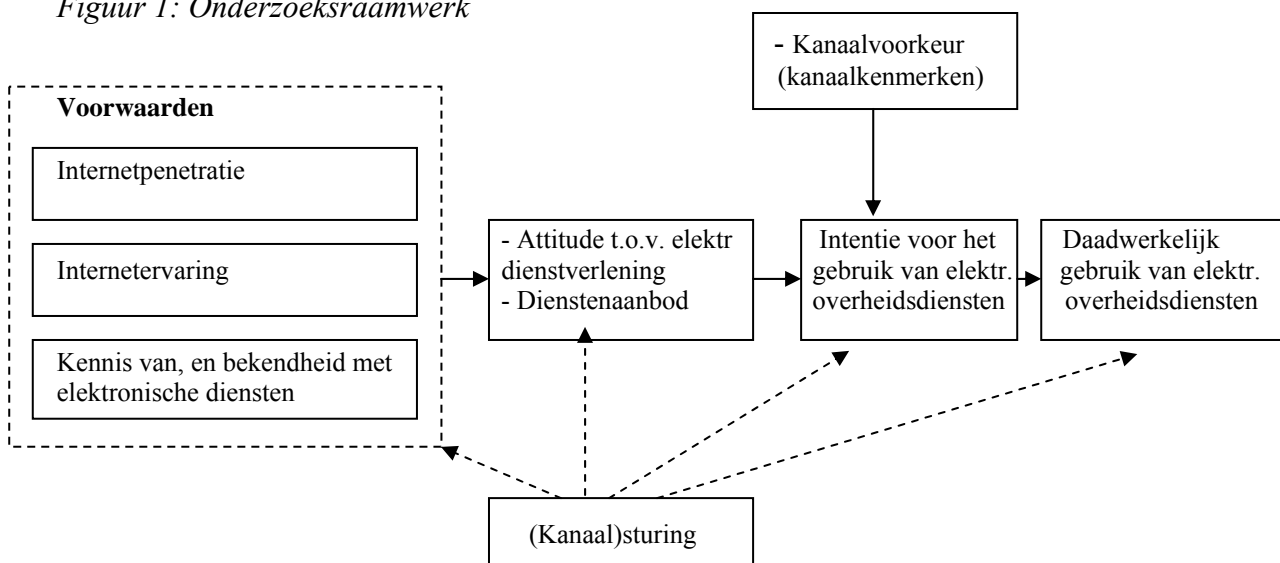 Figuur 1: Onderzoeksraamwerk
- Kanaalvoorkeur
(kanaalkenmerken)
Voorwaarden
Internetpenetratie
Internetervaring
Kennis van, en bekendheid met
elektronische diensten
- Attitude t.o.v. elektr
dienstverlening
- Dienstenaanbod
Intentie voor het
gebruik van elektr.
overheidsdiensten
Daadwerkelijk
gebruik van elektr.
overheidsdiensten
(Kanaal)sturing